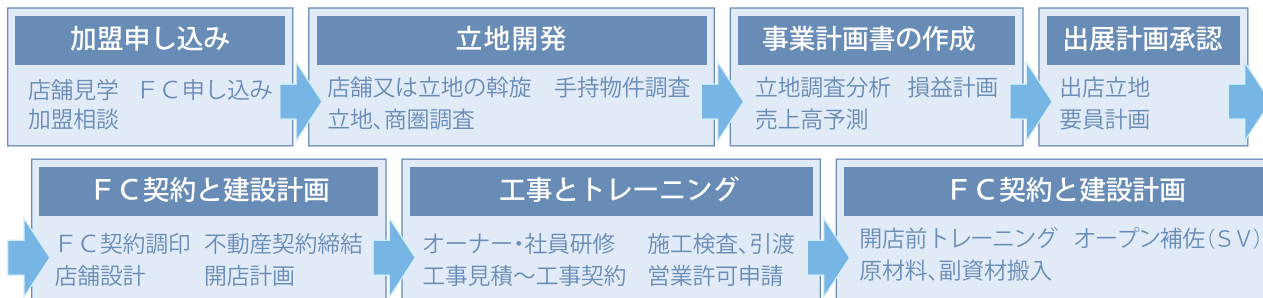 加盟申し込み
店舗見学　ＦＣ申し込み
加盟相談
立地開発
店舗又は立地の斡旋　手持物件調査
立地、商圏調査
事業計画書の作成
立地調査分析　損益計画
売上高予測
出展計画承認
出店立地
要員計画
ＦＣ契約と建設計画
ＦＣ契約調印　不動産契約締結
店舗設計　開店計画
工事とトレーニング
オーナー・社員研修　施工検査、引渡
工事見積～工事契約　営業許可申請
ＦＣ契約と建設計画
開店前トレーニング　オープン補佐（ＳＶ）
原材料、副資材搬入